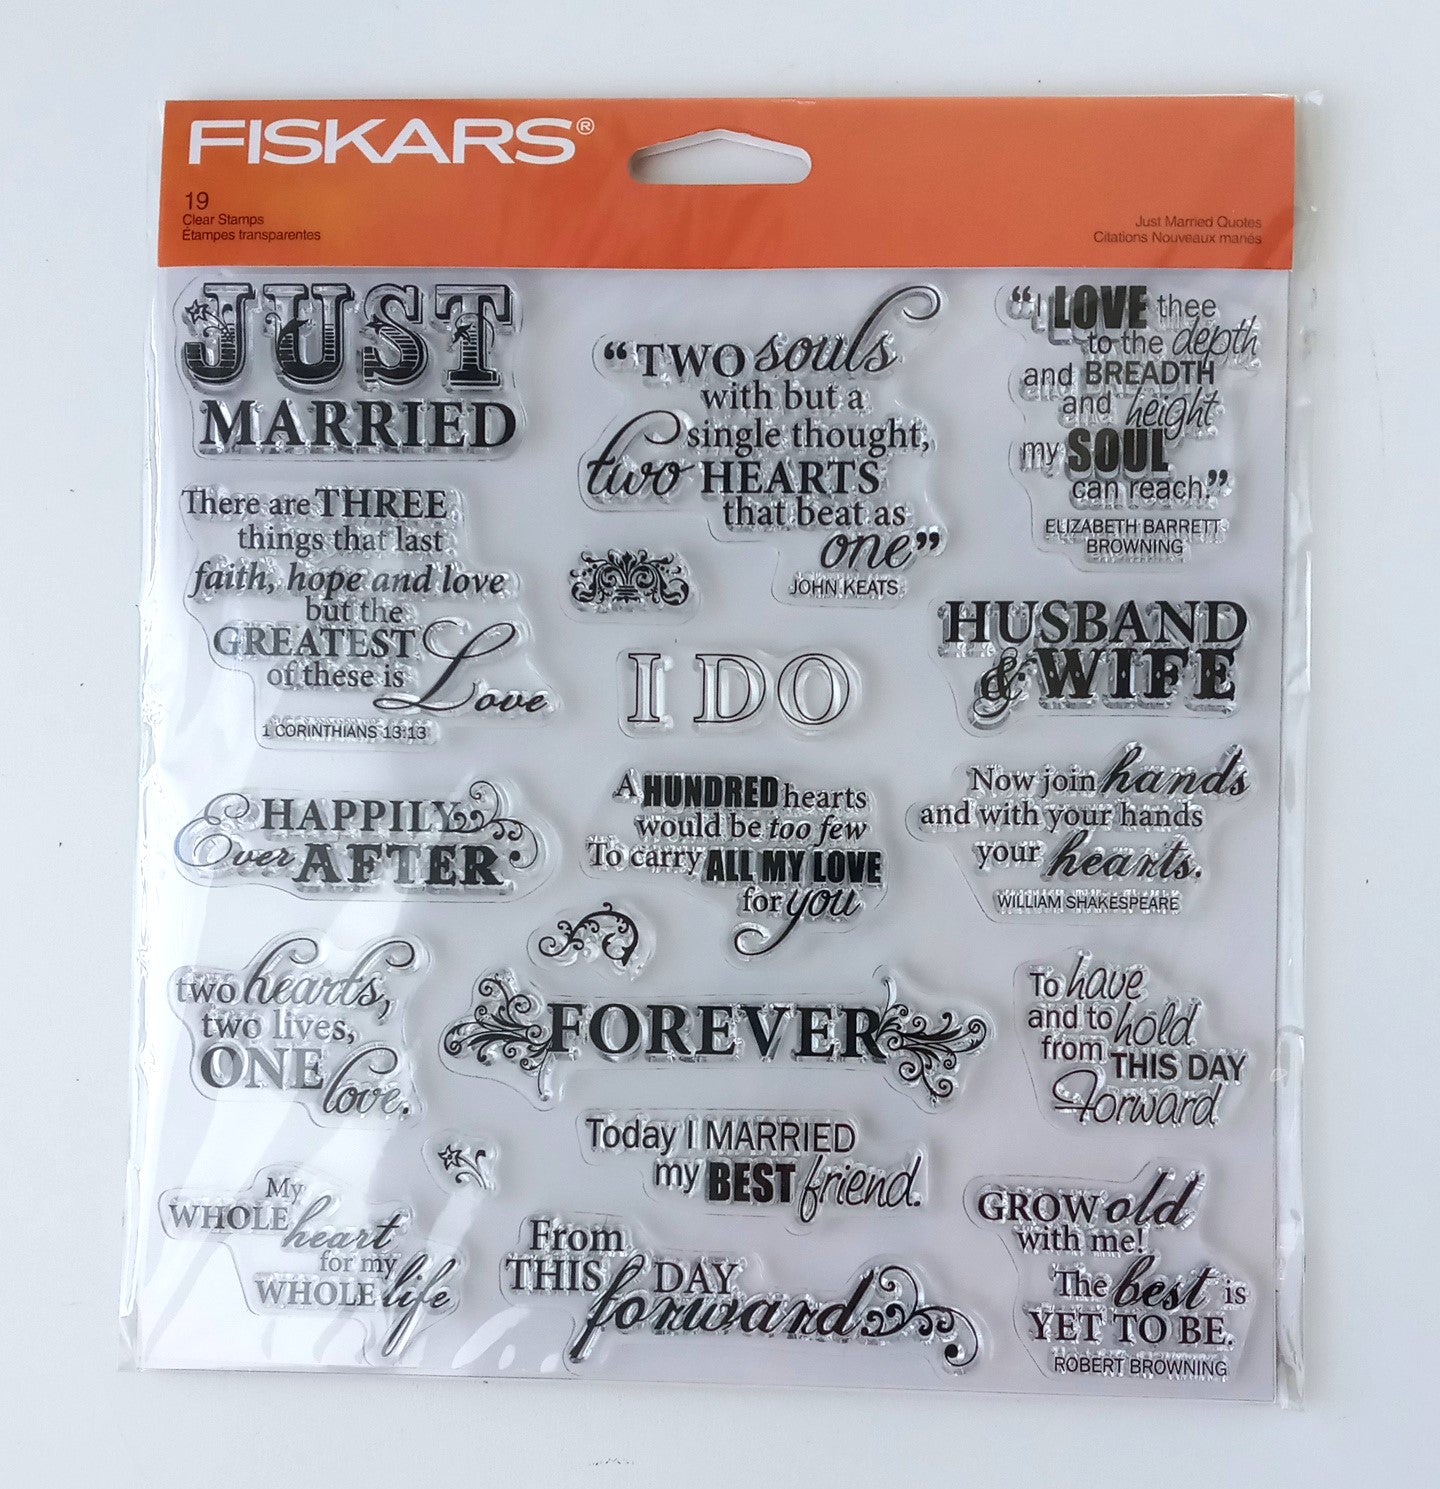 FISKARS®
19
Clear Stamps
Étampes transparentes
Just Married Quotes
Citations Nouveaux mariés
JUST
MARRIED
“TWO souls
with but a
single thought,
two HEARTS
that beat as
one”
JOHN KEATS
“I LOVE thee
to the depth
and BREADTH
and height
my SOUL
can reach.”
ELIZABETH BARRETT
BROWNING
There are THREE
things that last
faith, hope and love
but the
GREATEST
of these is Love
1 CORINTHIANS 13:13
I DO
HUSBAND
& WIFE
HAPPILY
Ever AFTER
A HUNDRED hearts
would be too few
To carry ALL MY LOVE
for you
Now join hands
and with your hands
your hearts.
WILLIAM SHAKESPEARE
two hearts,
two lives,
ONE love.
FOREVER
To have
and to hold
from THIS DAY
Forward
Today I MARRIED
my BEST friend.
My
WHOLE heart
for my
WHOLE life
From
THIS DAY
forward
GROW old
with me!
The best is
YET TO BE.
ROBERT BROWNING